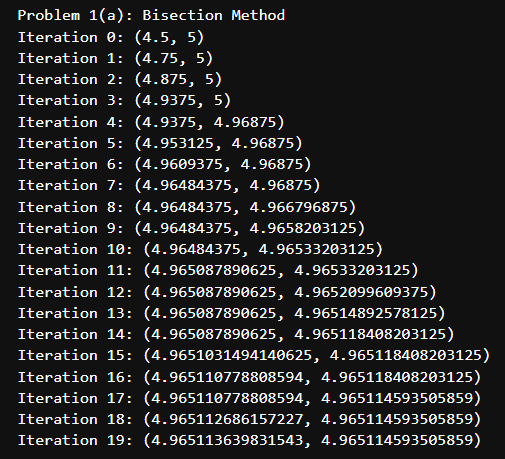 Problem 1(a): Bisection Method
Iteration 0: (4.5, 5)
Iteration 1: (4.75, 5)
Iteration 2: (4.875, 5)
Iteration 3: (4.9375, 5)
Iteration 4: (4.9375, 4.96875)
Iteration 5: (4.953125, 4.96875)
Iteration 6: (4.9609375, 4.96875)
Iteration 7: (4.96484375, 4.96875)
Iteration 8: (4.96484375, 4.966796875)
Iteration 9: (4.96484375, 4.9658203125)
Iteration 10: (4.96484375, 4.96533203125)
Iteration 11: (4.965087890625, 4.96533203125)
Iteration 12: (4.965087890625, 4.9652099609375)
Iteration 13: (4.965087890625, 4.96514892578125)
Iteration 14: (4.965087890625, 4.965118408203125)
Iteration 15: (4.9651031494140625, 4.965118408203125)
Iteration 16: (4.965110778808594, 4.965118408203125)
Iteration 17: (4.965110778808594, 4.965114593505859)
Iteration 18: (4.965112686157227, 4.965114593505859)
Iteration 19: (4.965113639831543, 4.965114593505859)